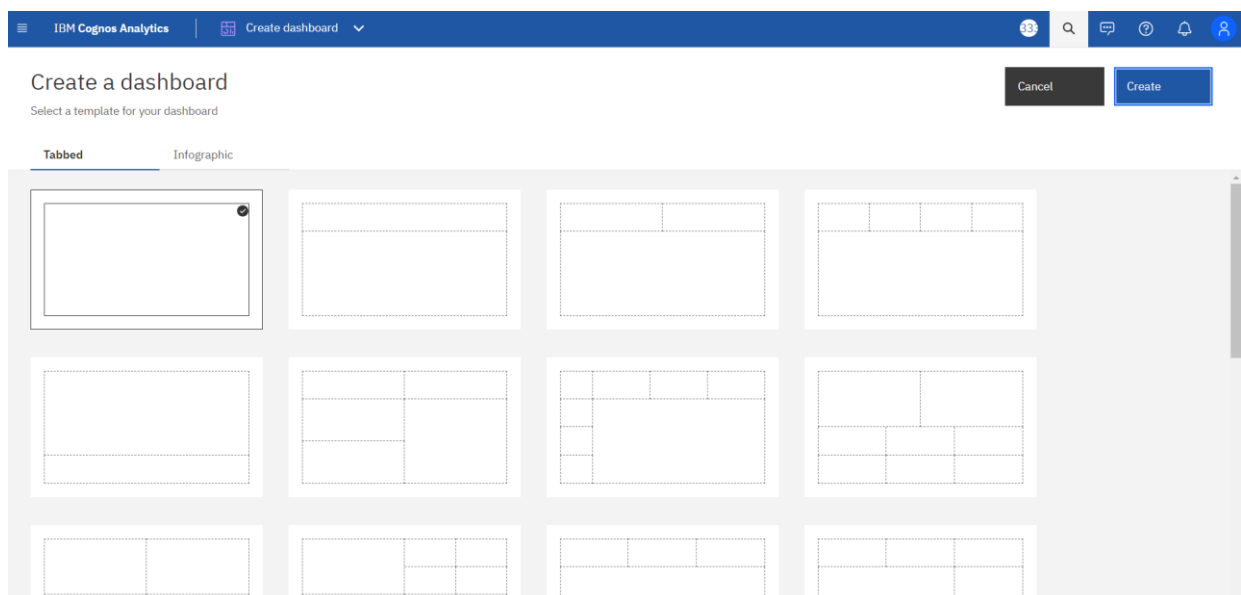 IBM Cognos Analytics
Create dashboard
Create a dashboard
Cancel
Create
Select a template for your dashboard
Tabbed
Infographic